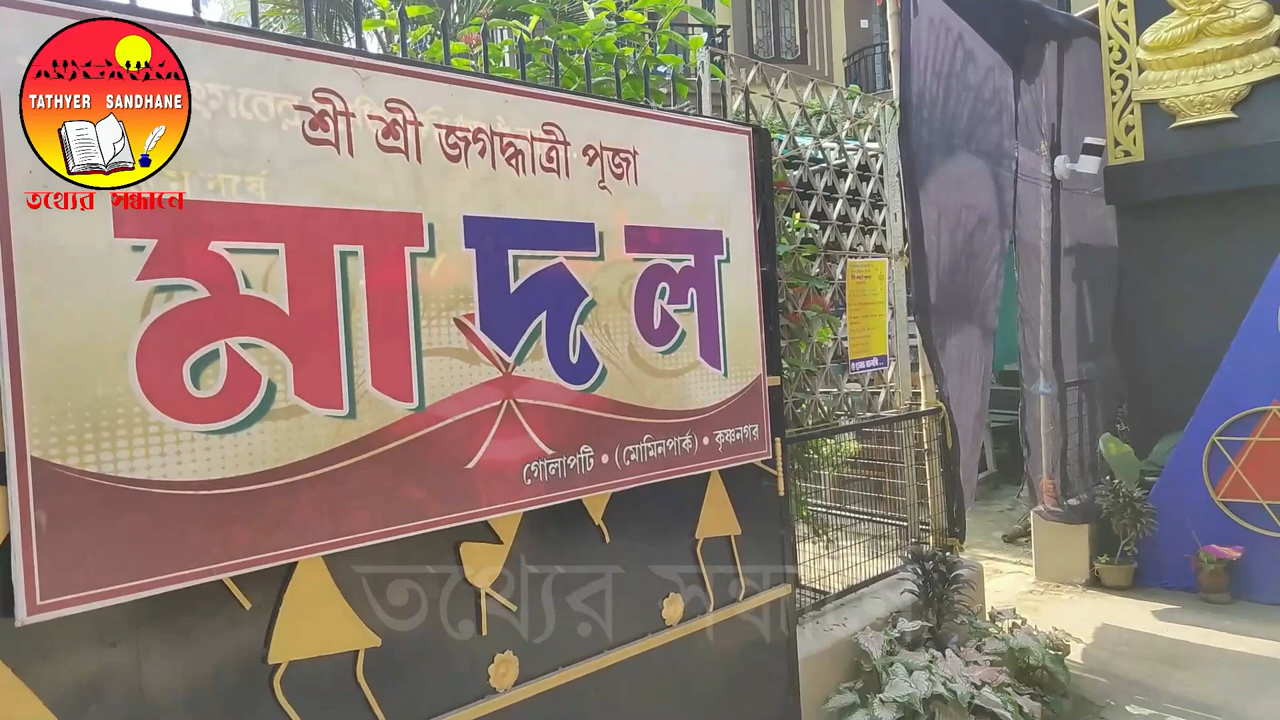 TATHYER SANDHANE
তথ্যের সন্ধানে
শ্রী শ্রী জগদ্ধাত্রী পূজা
মাদল
গোলাপটি • (মোমিনপার্ক) • কৃষ্ণনগর
তথ্যের সন্ধা